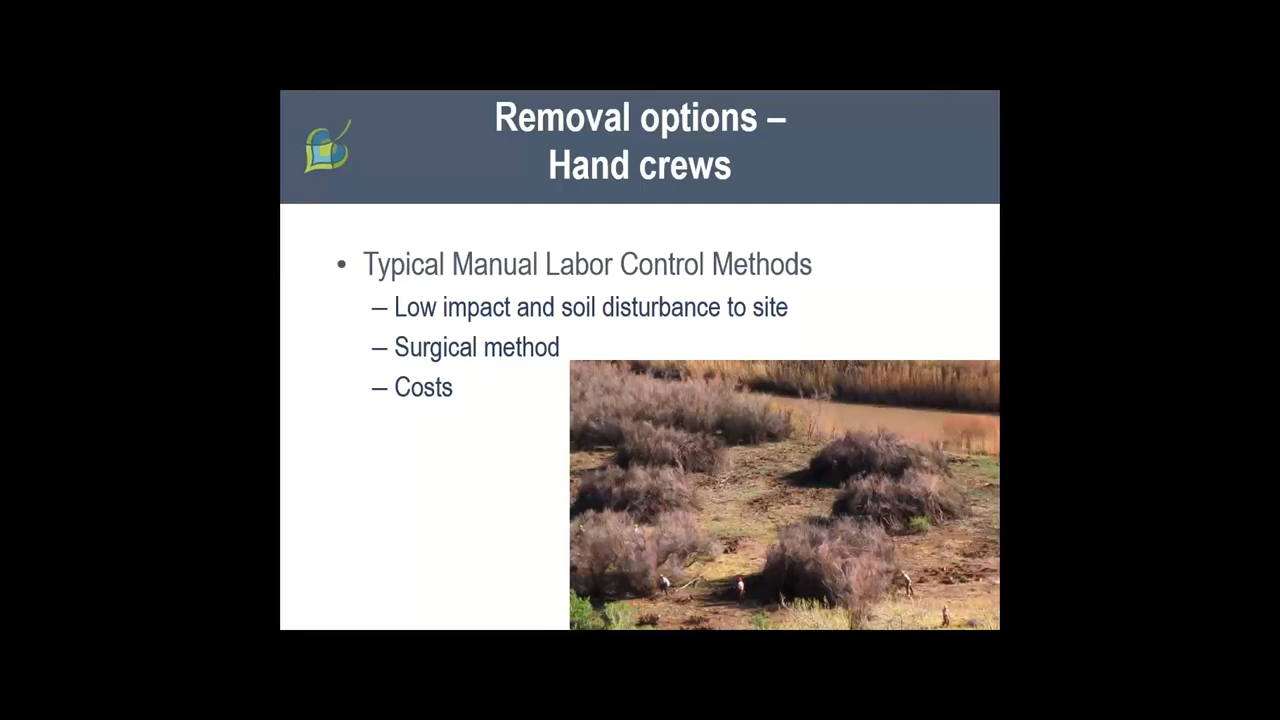 Removal options –
Hand crews
• Typical Manual Labor Control Methods
– Low impact and soil disturbance to site
– Surgical method
– Costs